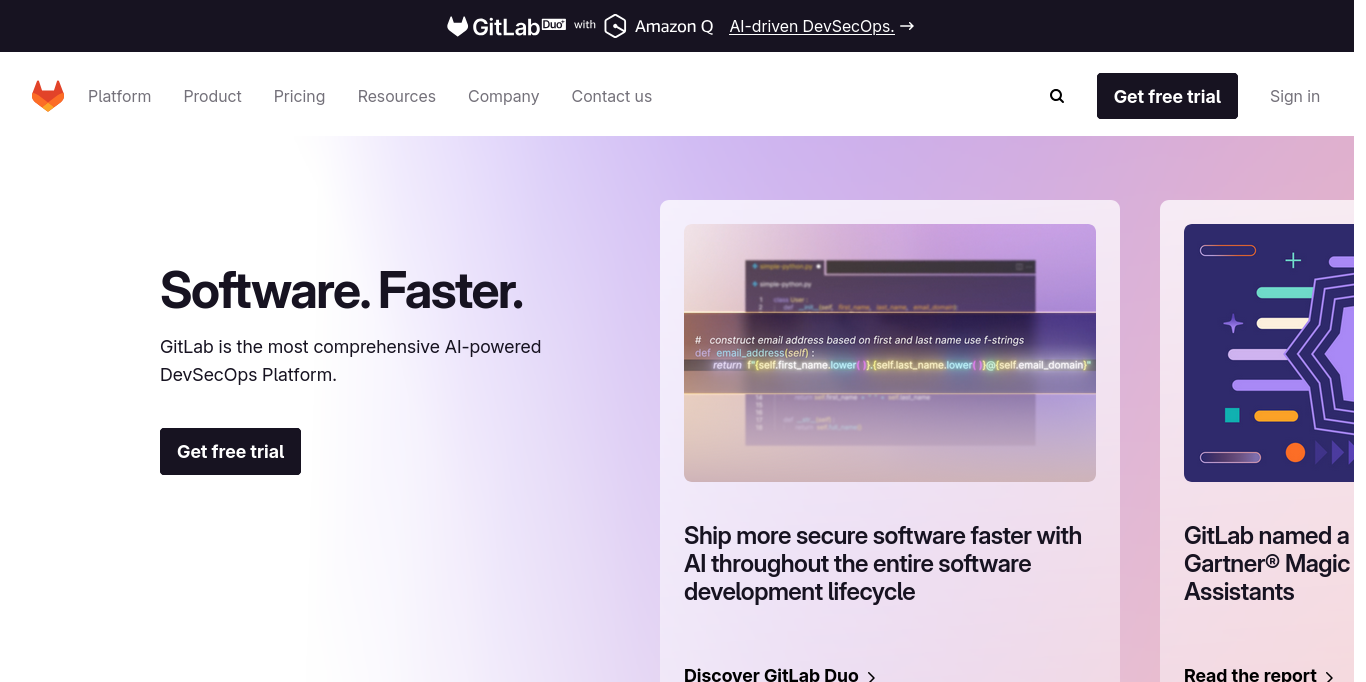 GitLab Duo with Amazon Q AI-driven DevSecOps. →
Platform Product Pricing Resources Company Contact us Get free trial Sign in
Software. Faster.
GitLab is the most comprehensive AI-powered
DevSecOps Platform.
Get free trial
simple-python.py
simple-python.py
# construct email address based on first and last name use f-strings
def email_address(self) :
return f"{self.first_name.lower( )}.{self.last_name.lower( )}@{self.email_domain}"
Ship more secure software faster with
AI throughout the entire software
development lifecycle
Discover GitLab Duo
GitLab named a
Gartner® Magic
Assistants
Read the report